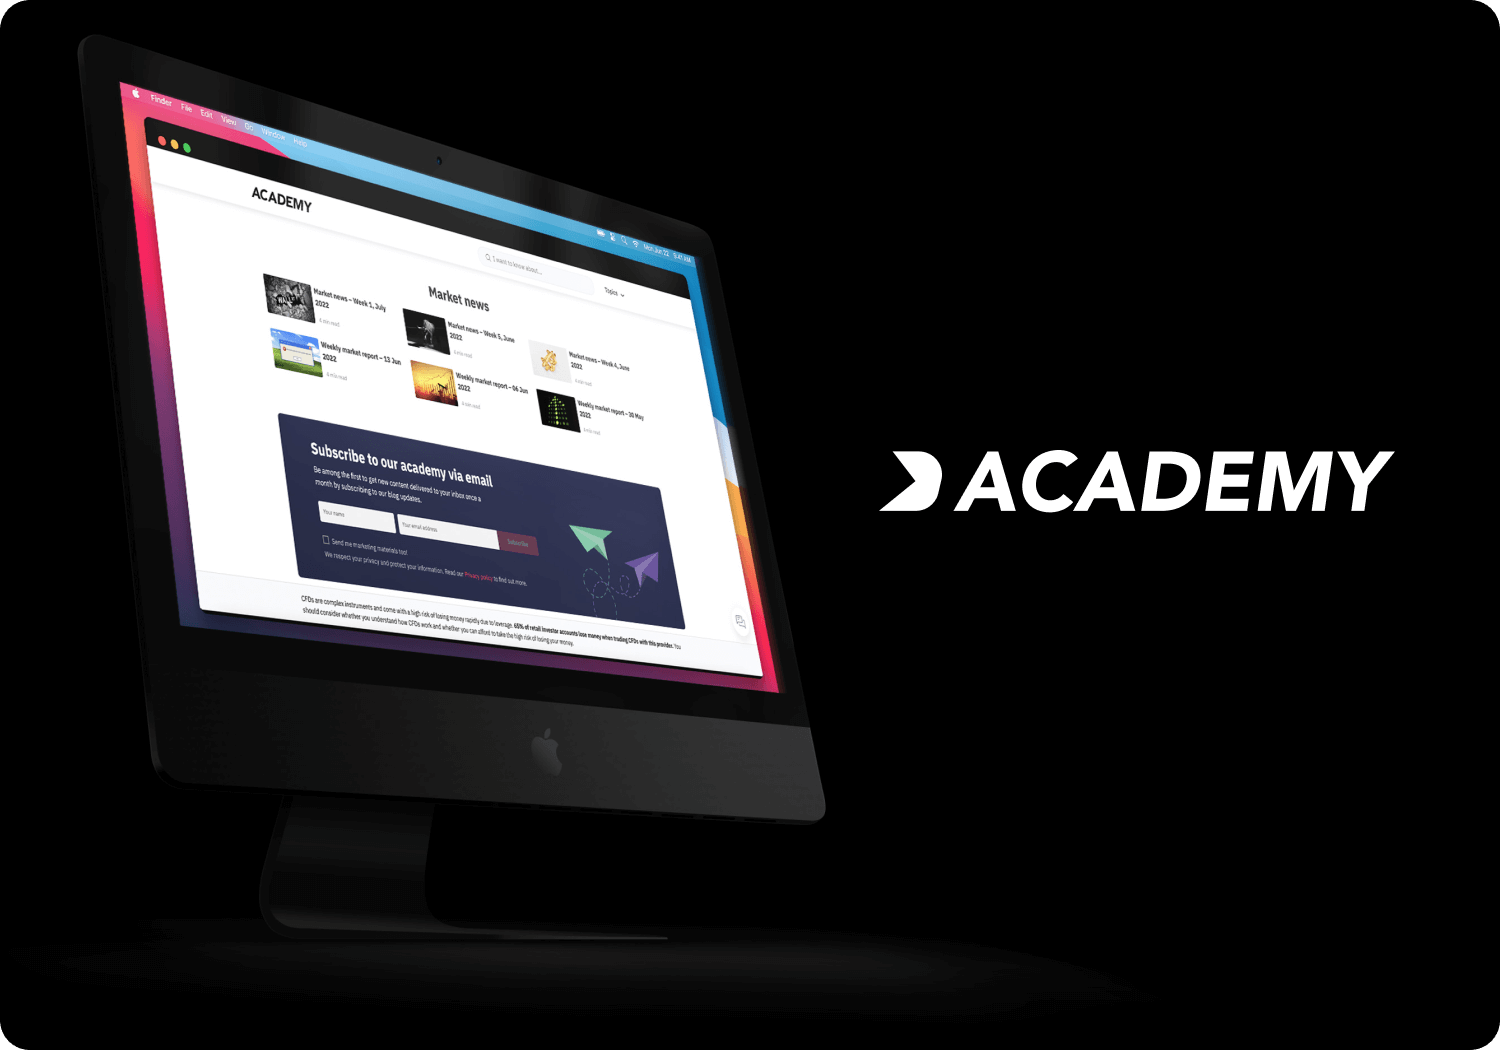 Finder File Edit View Go Window Help
Mon Jun 22 9:41 AM
ACADEMY
I want to know about...
Topics
Market news
Market news – Week 1, July
2022
4 min read
Market news – Week 5, June
2022
4 min read
Market news – Week 4, June
2022
4 min read
Weekly market report – 13 Jun
2022
4 min read
Weekly market report – 06 Jun
2022
4 min read
Weekly market report – 30 May
2022
min read
Subscribe to our academy via email
Be among the first to get new content delivered to your inbox once a
month by subscribing to our blog updates.
Your name
Your email address
Subscribe
Send me marketing materials too!
We respect your privacy and protect your information. Read our Privacy policy to find out more.
CFDs are complex instruments and come with a high risk of losing money rapidly due to leverage. 65% of retail investor accounts lose money when trading CFDs with this provider. You
should consider whether you understand how CFDs work and whether you can afford to take the high risk of losing your money.
ACADEMY